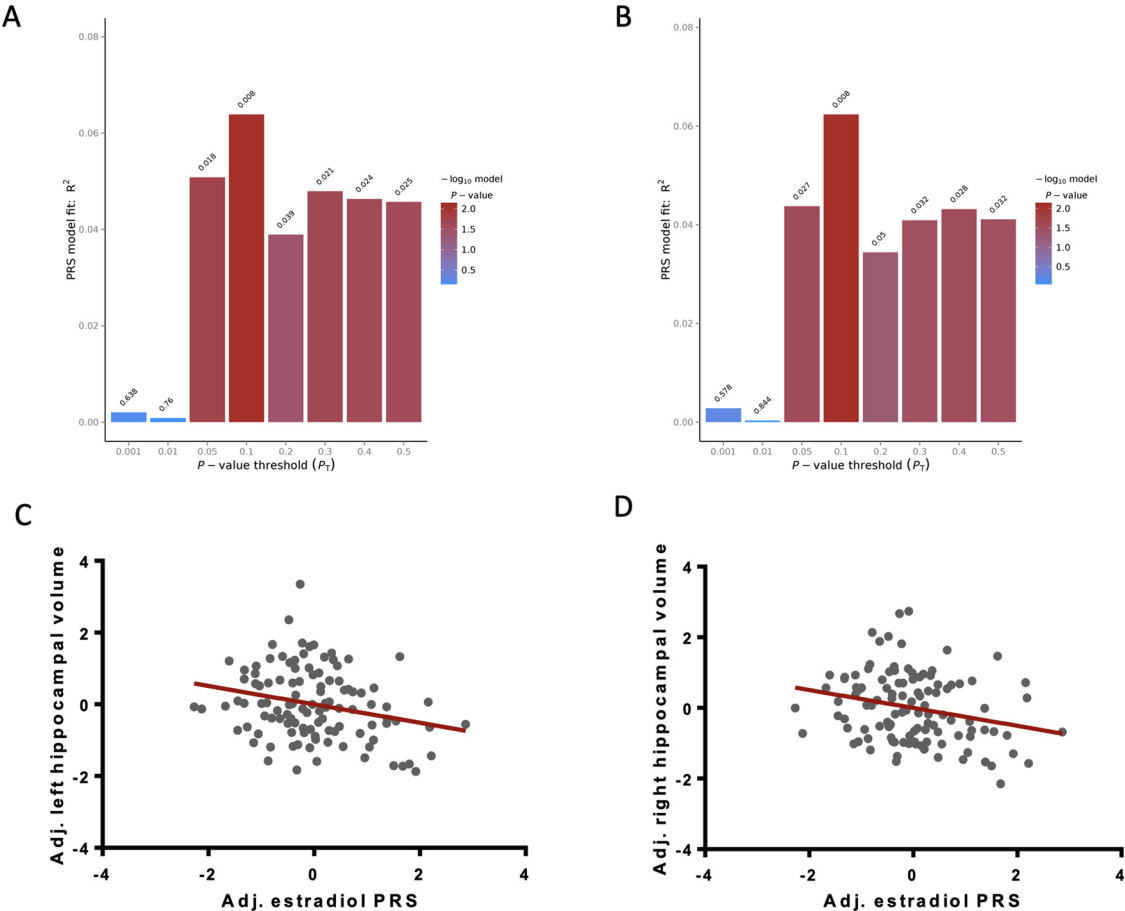 A
PRS model fit: R²
0.08
0.06
0.04
0.02
0.00
0.638
0.76
0.018
0.008
0.039
0.021
0.024
0.025
0.001 0.01 0.05 0.1 0.2 0.3 0.4 0.5
P − value threshold (P_T)
− log₁₀ model
P − value
2.0
1.5
1.0
0.5
B
PRS model fit: R²
0.08
0.06
0.04
0.02
0.00
0.578
0.844
0.027
0.008
0.05
0.032
0.028
0.032
0.001 0.01 0.05 0.1 0.2 0.3 0.4 0.5
P − value threshold (P_T)
− log₁₀ model
P − value
2.0
1.5
1.0
0.5
C
Adj. left hippocampal volume
4
2
0
-2
-4
-4 -2 0 2 4
Adj. estradiol PRS
D
Adj. right hippocampal volume
4
2
0
-2
-4
-4 -2 0 2 4
Adj. estradiol PRS